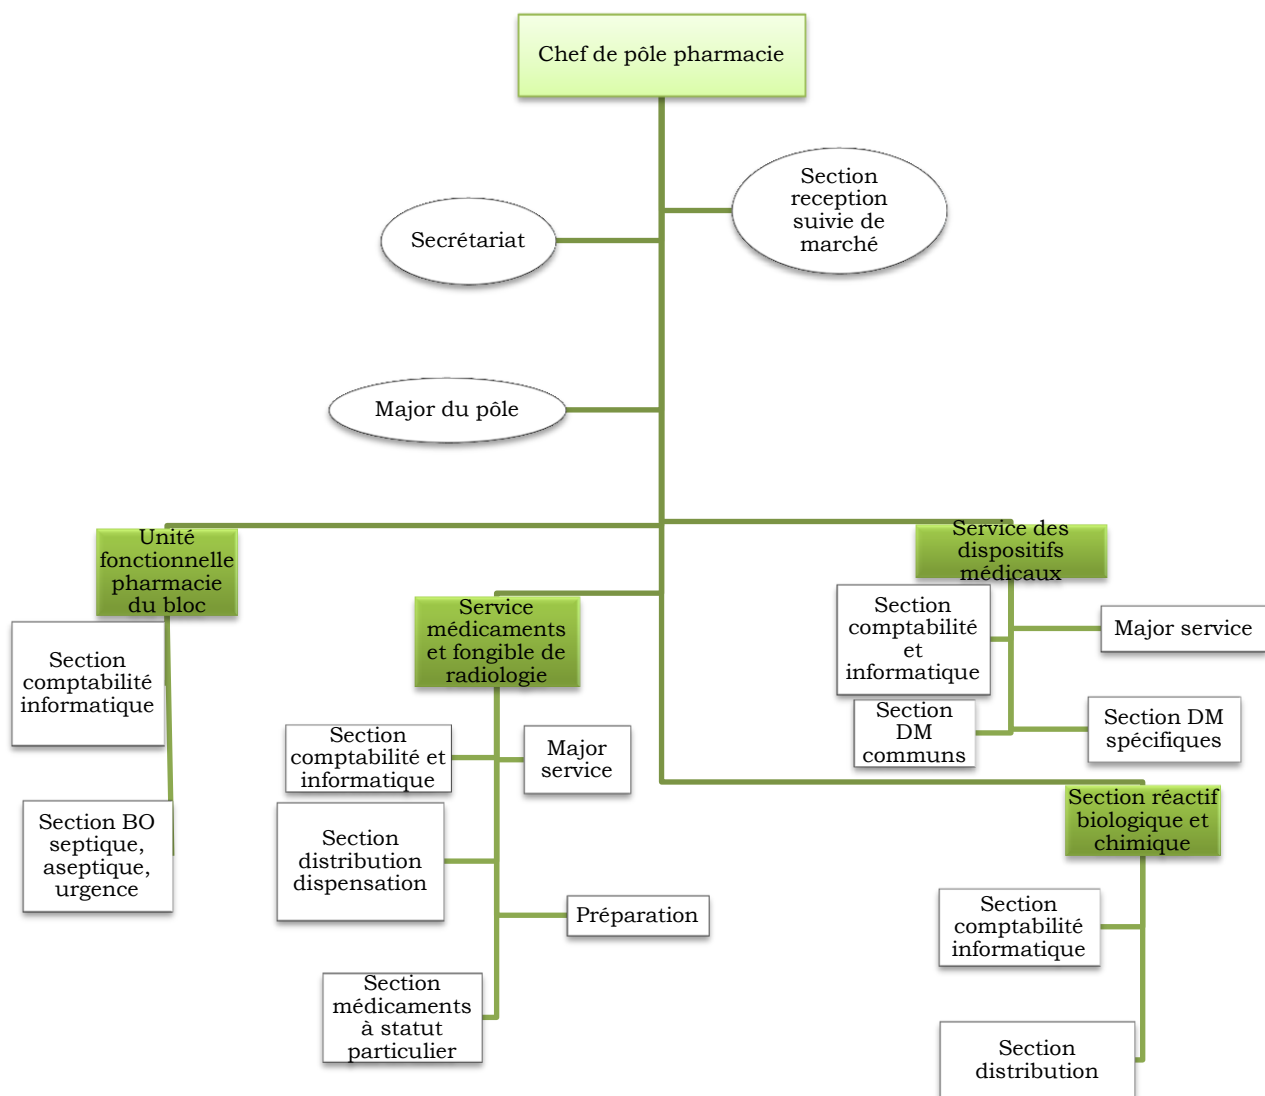 Chef de pôle pharmacie
Section
reception
suivie de
marché
Secrétariat
Major du pôle
Unité
fonctionnelle
pharmacie
du bloc
Section
comptabilité
informatique
Section BO
septique,
aseptique,
urgence
Service
médicaments
et fongible de
radiologie
Section
comptabilité et
informatique
Major
service
Section
distribution
dispensation
Préparation
Section
médicaments
à statut
particulier
Service des
dispositifs
médicaux
Section
comptabilité
et
informatique
Major service
Section
DM
communs
Section DM
spécifiques
Section réactif
biologique et
chimique
Section
comptabilité
informatique
Section
distribution